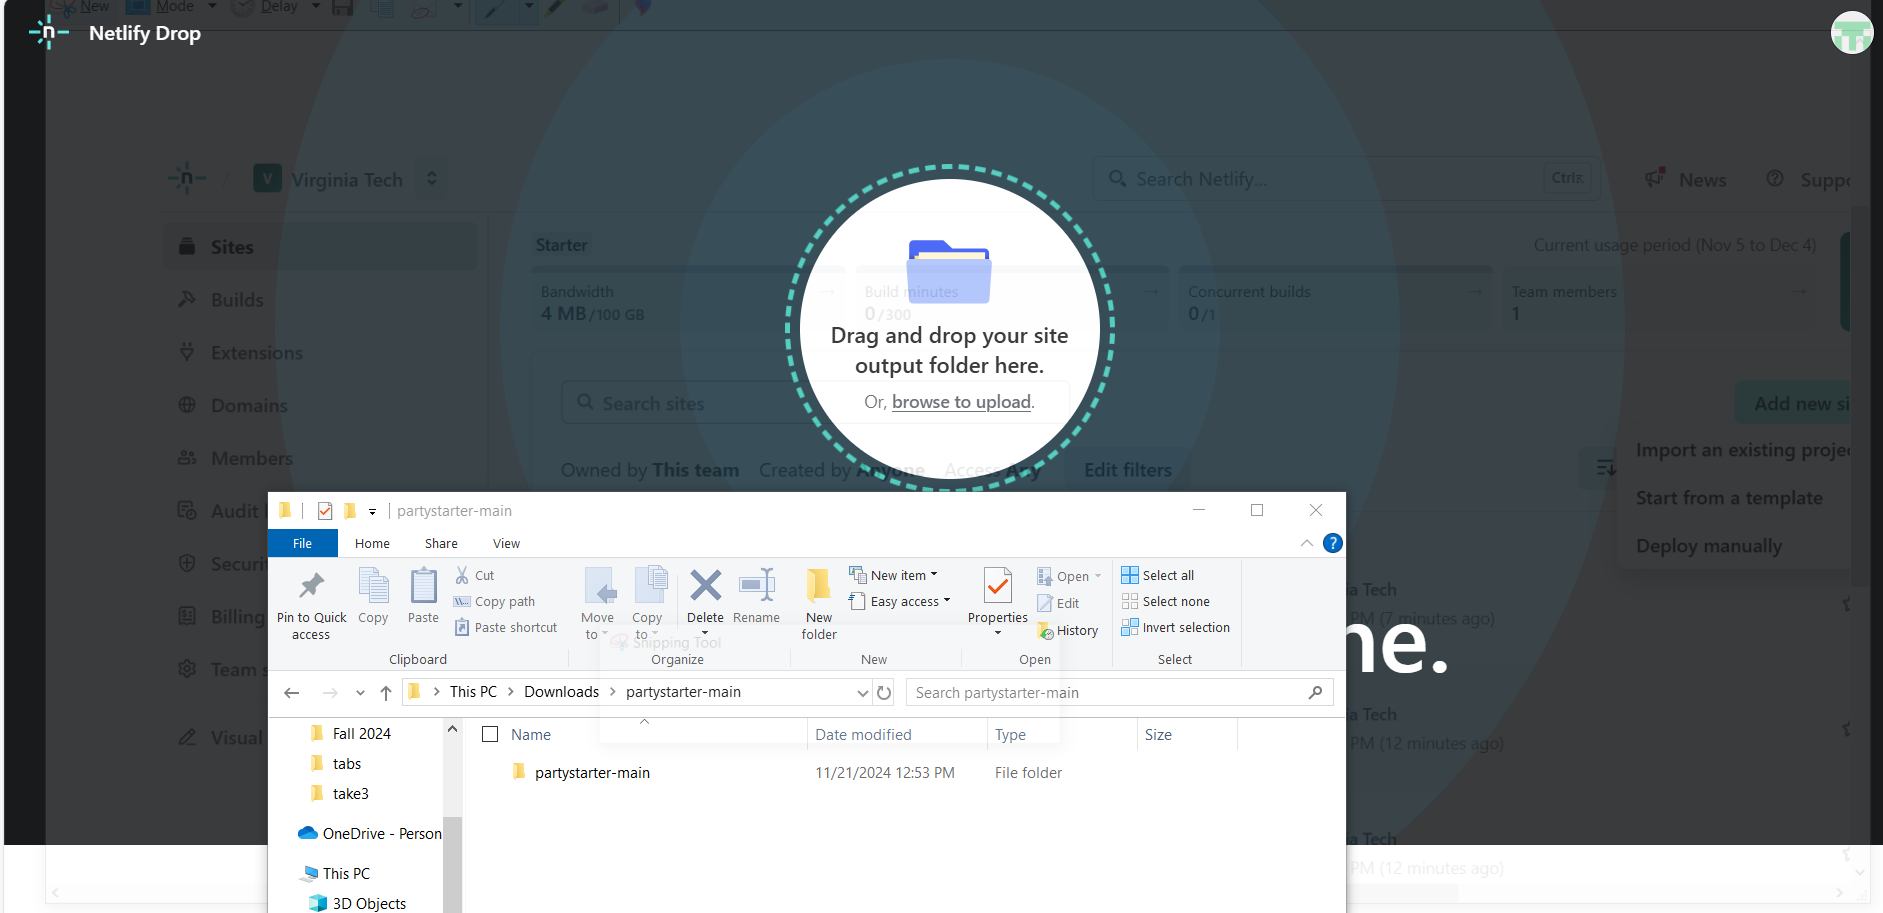 New
Mode
Delay
Netlify Drop
V
Virginia Tech
Search Netlify...
Ctrl
News
Suppo
Sites
Builds
Extensions
Domains
Members
Audit
Securi
Billing
Team s
Visual
Starter
Current usage period (Nov 5 to Dec 4)
Bandwidth
4 MB/100 GB
Build minutes
0/300
Concurrent builds
0/1
Team members
1
Drag and drop your site
output folder here.
Or, browse to upload.
Search sites
Add new si
Owned by This team
Created by Anyone
Access Any
Edit filters
Import an existing projec
Start from a template
Deploy manually
ia Tech
PM (7 minutes ago)
ne.
ia Tech
PM (12 minutes ago)
ia Tech
PM (12 minutes ago)
partystarter-main
File
Home
Share
View
?
Pin to Quick
access
Copy
Paste
Cut
Copy path
Paste shortcut
Clipboard
Move
to
Copy
to
Delete
Rename
Snipping Tool
Organize
New
folder
New item
Easy access
New
Properties
Open
Edit
History
Open
Select all
Select none
Invert selection
Select
This PC
Downloads
partystarter-main
Search partystarter-main
Fall 2024
tabs
take3
OneDrive - Person
This PC
3D Objects
Name
Date modified
Type
Size
partystarter-main
11/21/2024 12:53 PM
File folder